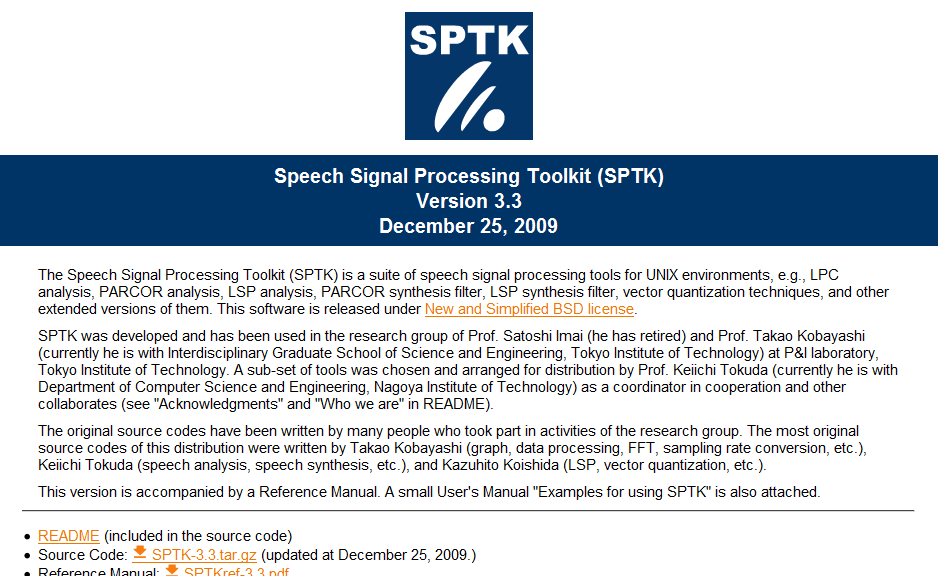 SPTK
Speech Signal Processing Toolkit (SPTK)
Version 3.3
December 25, 2009
The Speech Signal Processing Toolkit (SPTK) is a suite of speech signal processing tools for UNIX environments, e.g., LPC
analysis, PARCOR analysis, LSP analysis, PARCOR synthesis filter, LSP synthesis filter, vector quantization techniques, and other
extended versions of them. This software is released under New and Simplified BSD license.
SPTK was developed and has been used in the research group of Prof. Satoshi Imai (he has retired) and Prof. Takao Kobayashi
(currently he is with Interdisciplinary Graduate School of Science and Engineering, Tokyo Institute of Technology) at P&I laboratory,
Tokyo Institute of Technology. A sub-set of tools was chosen and arranged for distribution by Prof. Keiichi Tokuda (currently he is with
Department of Computer Science and Engineering, Nagoya Institute of Technology) as a coordinator in cooperation and other
collaborates (see "Acknowledgments" and "Who we are" in README).
The original source codes have been written by many people who took part in activities of the research group. The most original
source codes of this distribution were written by Takao Kobayashi (graph, data processing, FFT, sampling rate conversion, etc.),
Keiichi Tokuda (speech analysis, speech synthesis, etc.), and Kazuhito Koishida (LSP, vector quantization, etc.).
This version is accompanied by a Reference Manual. A small User's Manual "Examples for using SPTK" is also attached.
README (included in the source code)
Source Code: SPTK-3.3.tar.gz (updated at December 25, 2009.)
Reference Manual: SPTKref-3.3.pdf